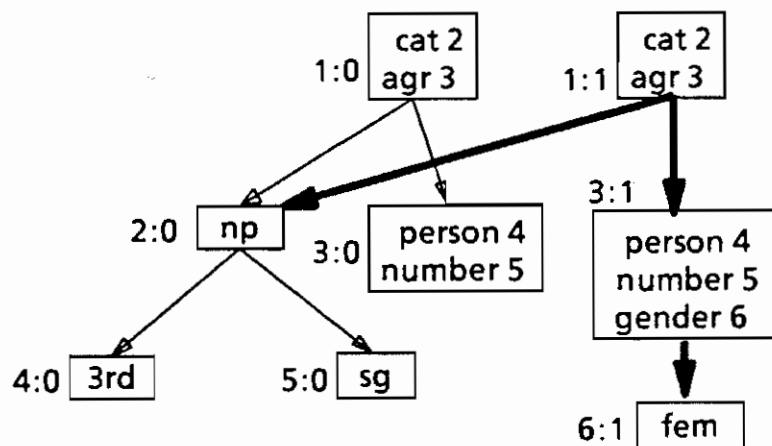 1:0
cat 2
agr 3
1:1
cat 2
agr 3
2:0
np
3:0
person 4
number 5
3:1
person 4
number 5
gender 6
4:0
3rd
5:0
sg
6:1
fem